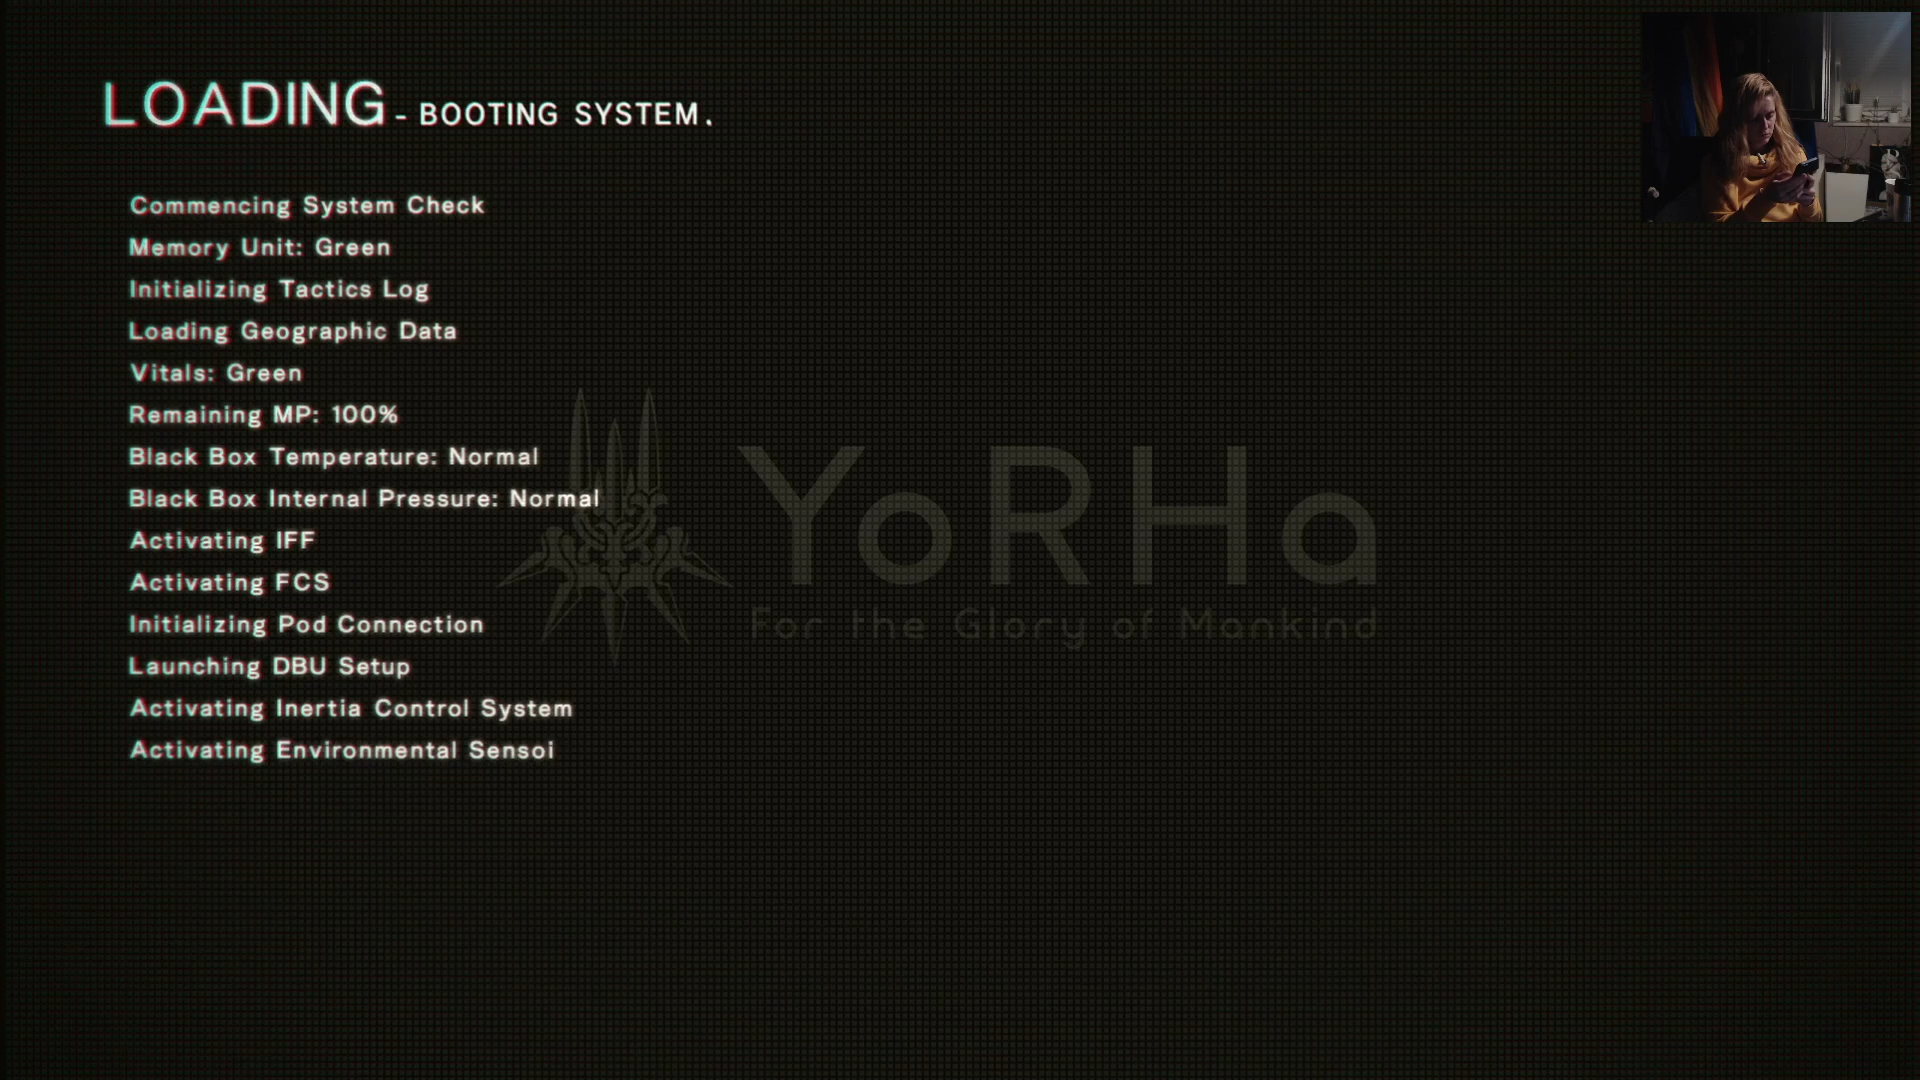 LOADING - BOOTING SYSTEM.
Commencing System Check
Memory Unit: Green
Initializing Tactics Log
Loading Geographic Data
Vitals: Green
Remaining MP: 100%
Black Box Temperature: Normal
Black Box Internal Pressure: Normal
Activating IFF
Activating FCS
Initializing Pod Connection
Launching DBU Setup
Activating Inertia Control System
Activating Environmental Sensoi
YoRHa
For the Glory of Mankind